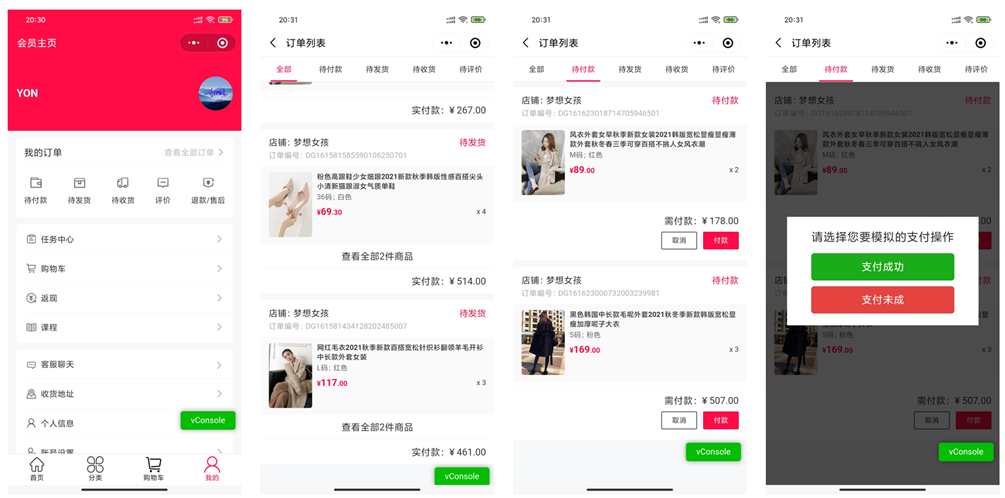 20:30
96
会员主页
YON
我的订单
查看全部订单
待付款
待发货
待收货
评价
退款/售后
任务中心
购物车
返现
课程
客服聊天
收货地址
个人信息
vConsole
账号设置
首页
分类
购物车
我的
20:31
96
订单列表
全部
待付款
待发货
待收货
待评价
实付款：¥ 267.00
店铺：梦想女孩
待发货
订单编号：DG161581585590106250701
粉色高跟鞋少女细跟2021新款秋季韩版性感百搭尖头
小清新猫跟淑女气质单鞋
36码；白色
¥69.30
x 4
查看全部2件商品
实付款：¥ 514.00
店铺：梦想女孩
待发货
订单编号：DG161581434128202485007
网红毛衣2021秋季新款百搭宽松针织衫翻领羊毛开衫
中长款外套女装
L码；红色
¥117.00
x 3
查看全部2件商品
实付款：¥ 461.00
vConsole
20:31
96
订单列表
全部
待付款
待发货
待收货
待评价
店铺：梦想女孩
待付款
订单编号：DG161623018714705946501
风衣外套女早秋季新款女装2021韩版宽松显瘦显瘦薄
款外套秋冬春三季可穿百搭不挑人女风衣潮
M码；红色
¥89.00
x 2
需付款：¥ 178.00
取消
付款
店铺：梦想女孩
待付款
订单编号：DG161623000732003239981
黑色韩国中长款毛呢外套2021秋冬季新款韩版宽松显
瘦加厚呢子大衣
S码；粉色
¥169.00
x 3
需付款：¥ 507.00
取消
付款
vConsole
20:31
96
订单列表
全部
待付款
待发货
待收货
待评价
店铺：梦想女孩
待付款
订单编号：DG161623018714705946501
风衣外套女早秋季新款女装2021韩版宽松显瘦显瘦薄
款外套秋冬春三季可穿百搭不挑人女风衣潮
M码；红色
¥89.00
x 2
请选择您要模拟的支付操作
支付成功
支付未成
S码；粉色
¥169.00
x 3
需付款：¥ 507.00
取消
付款
vConsole